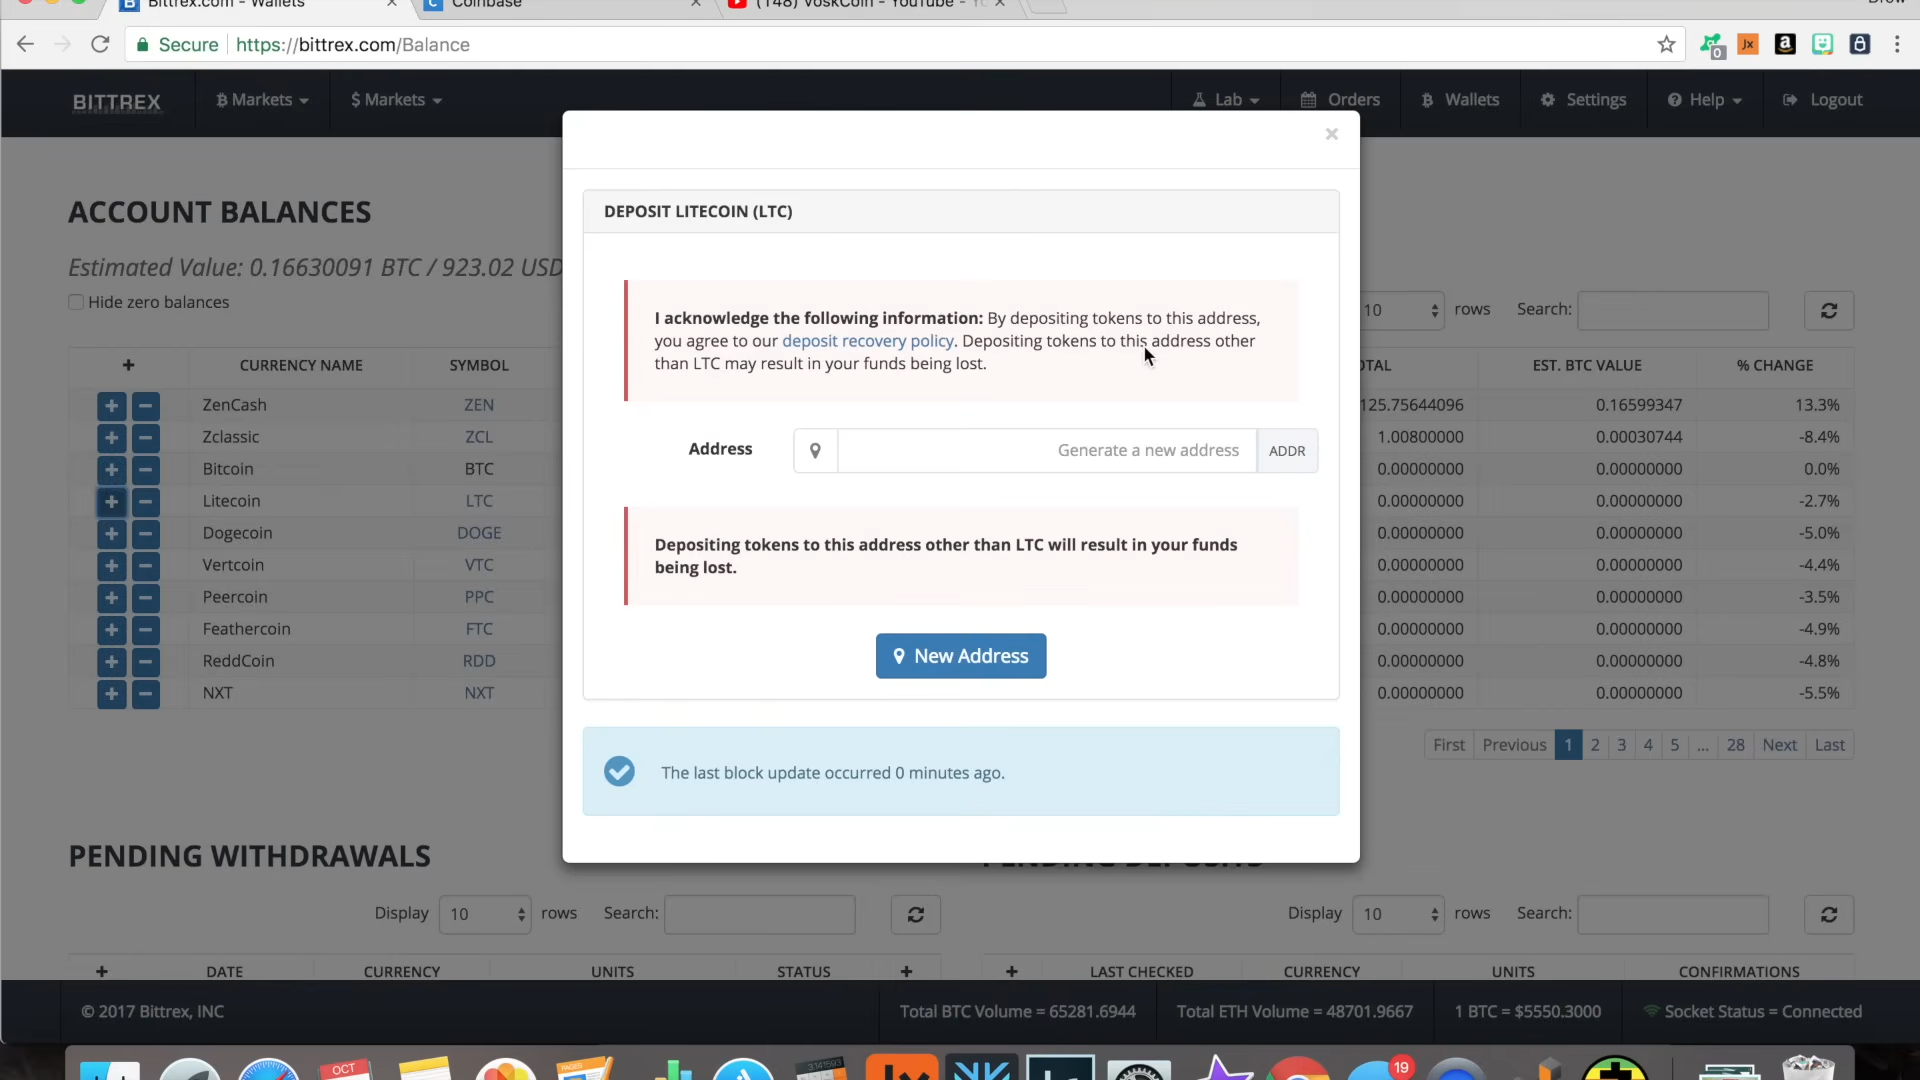 Bittrex.com - Wallets
Coinbase
(148) VoskCoin - YouTube -
Drew
Secure
https://bittrex.com/Balance
0
Jx
BITTREX
Markets
$ Markets
Lab
Orders
Wallets
Settings
Help
Logout
×
DEPOSIT LITECOIN (LTC)
I acknowledge the following information: By depositing tokens to this address,
you agree to our deposit recovery policy. Depositing tokens to this address other
than LTC may result in your funds being lost.
Address
Generate a new address
ADDR
Depositing tokens to this address other than LTC will result in your funds
being lost.
New Address
The last block update occurred 0 minutes ago.
ACCOUNT BALANCES
Estimated Value: 0.16630091 BTC / 923.02 USD
Hide zero balances
10 rows Search:
+ CURRENCY NAME SYMBOL EST. BTC VALUE % CHANGE
+ − ZenCash ZEN 125.75644096 0.16599347 13.3%
+ − Zclassic ZCL 1.00800000 0.00030744 -8.4%
+ − Bitcoin BTC 0.00000000 0.00000000 0.0%
+ − Litecoin LTC 0.00000000 0.00000000 -2.7%
+ − Dogecoin DOGE 0.00000000 0.00000000 -5.0%
+ − Vertcoin VTC 0.00000000 0.00000000 -4.4%
+ − Peercoin PPC 0.00000000 0.00000000 -3.5%
+ − Feathercoin FTC 0.00000000 0.00000000 -4.9%
+ − ReddCoin RDD 0.00000000 0.00000000 -4.8%
+ − NXT NXT 0.00000000 0.00000000 -5.5%
First Previous 1 2 3 4 5 ... 28 Next Last
PENDING WITHDRAWALS
PENDING DEPOSITS
Display 10 rows Search:
Display 10 rows Search:
+ DATE CURRENCY UNITS STATUS +
+ LAST CHECKED CURRENCY UNITS CONFIRMATIONS
© 2017 Bittrex, INC
Total BTC Volume = 65281.6944
Total ETH Volume = 48701.9667
1 BTC = $5550.3000
Socket Status = Connected
OCT
PAGES
19